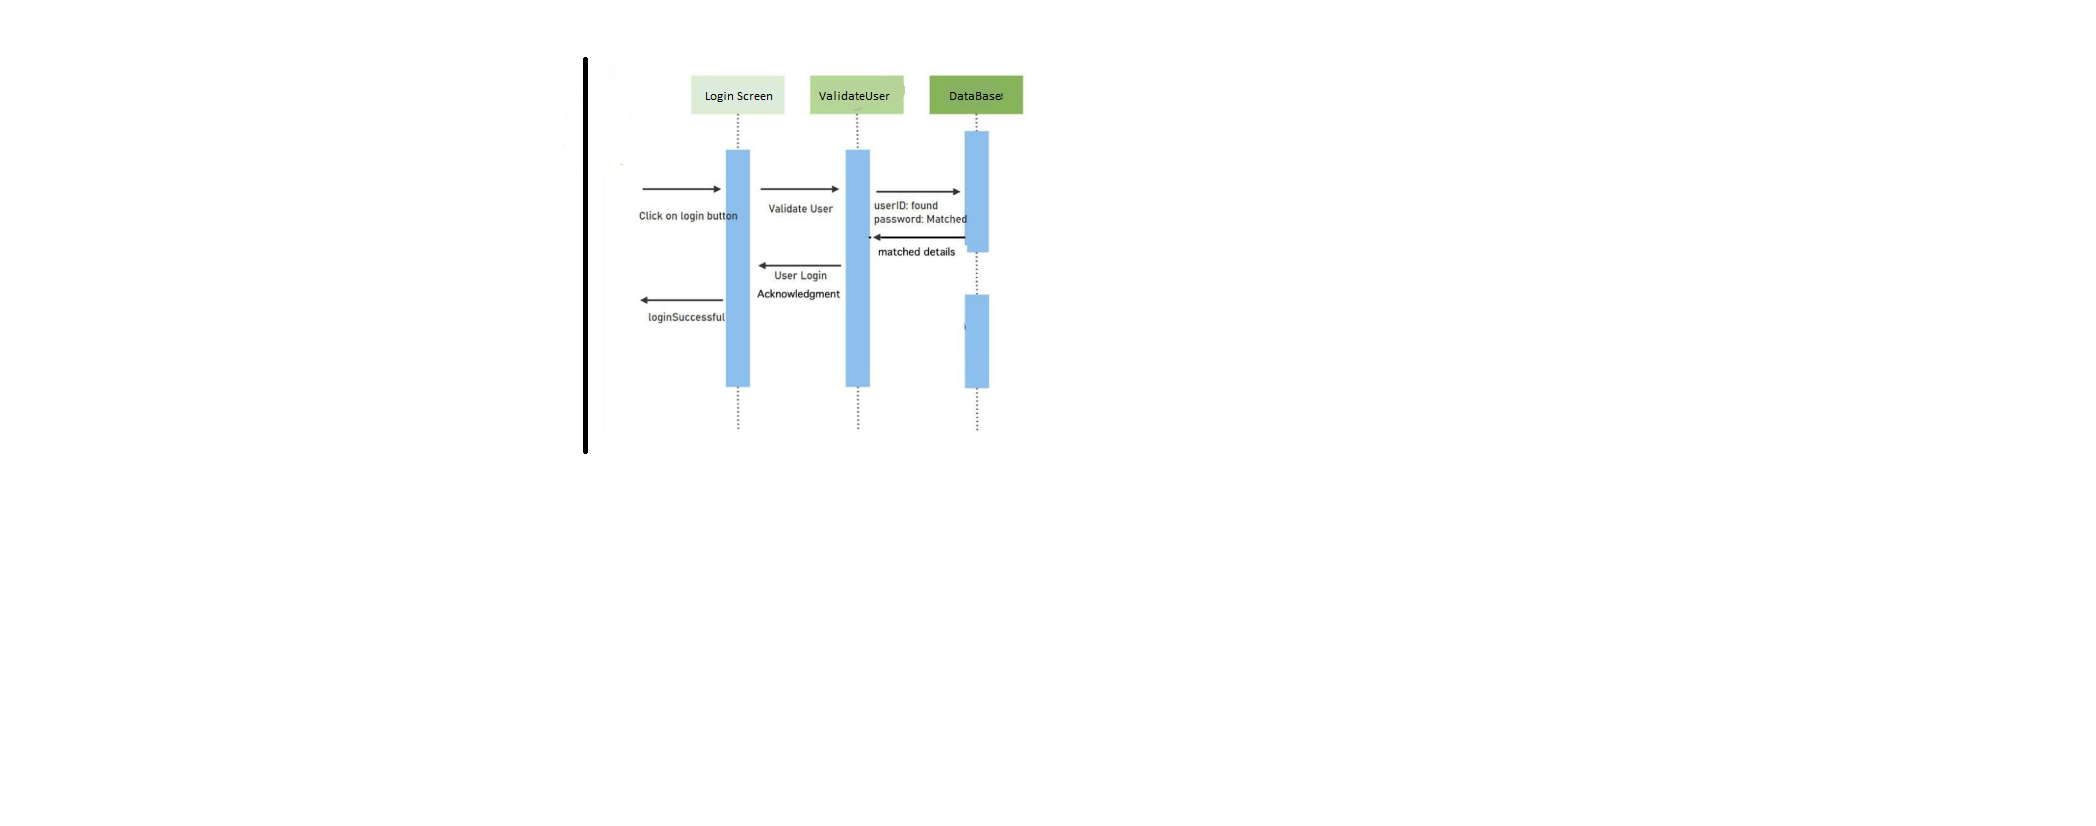 Login Screen
ValidateUser
DataBase
Click on login button
Validate User
userID: found
password: Matched
matched details
User Login
Acknowledgment
loginSuccessful